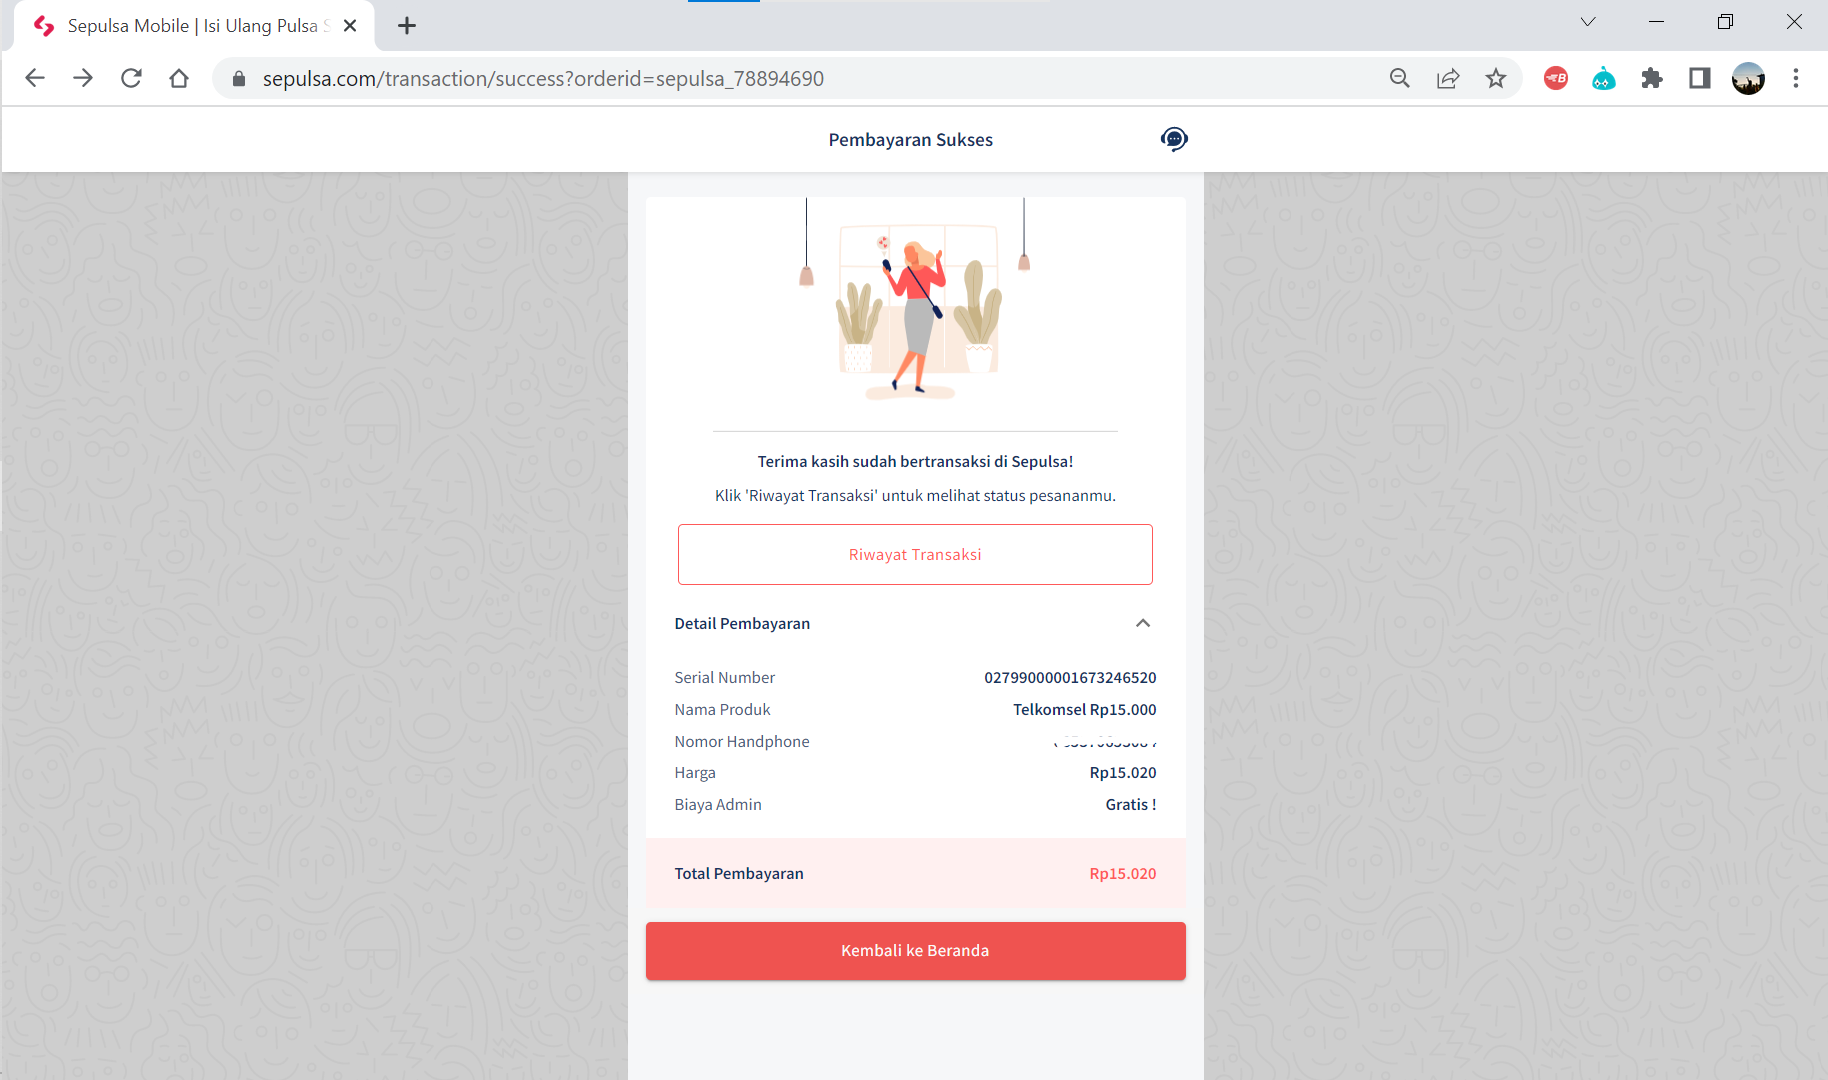 Sepulsa Mobile | Isi Ulang Pulsa
sepulsa.com/transaction/success?orderid=sepulsa_78894690
Pembayaran Sukses
Terima kasih sudah bertransaksi di Sepulsa!
Klik 'Riwayat Transaksi' untuk melihat status pesananmu.
Riwayat Transaksi
Detail Pembayaran
Serial Number 02799000001673246520
Nama Produk Telkomsel Rp15.000
Nomor Handphone
Harga Rp15.020
Biaya Admin Gratis !
Total Pembayaran Rp15.020
Kembali ke Beranda